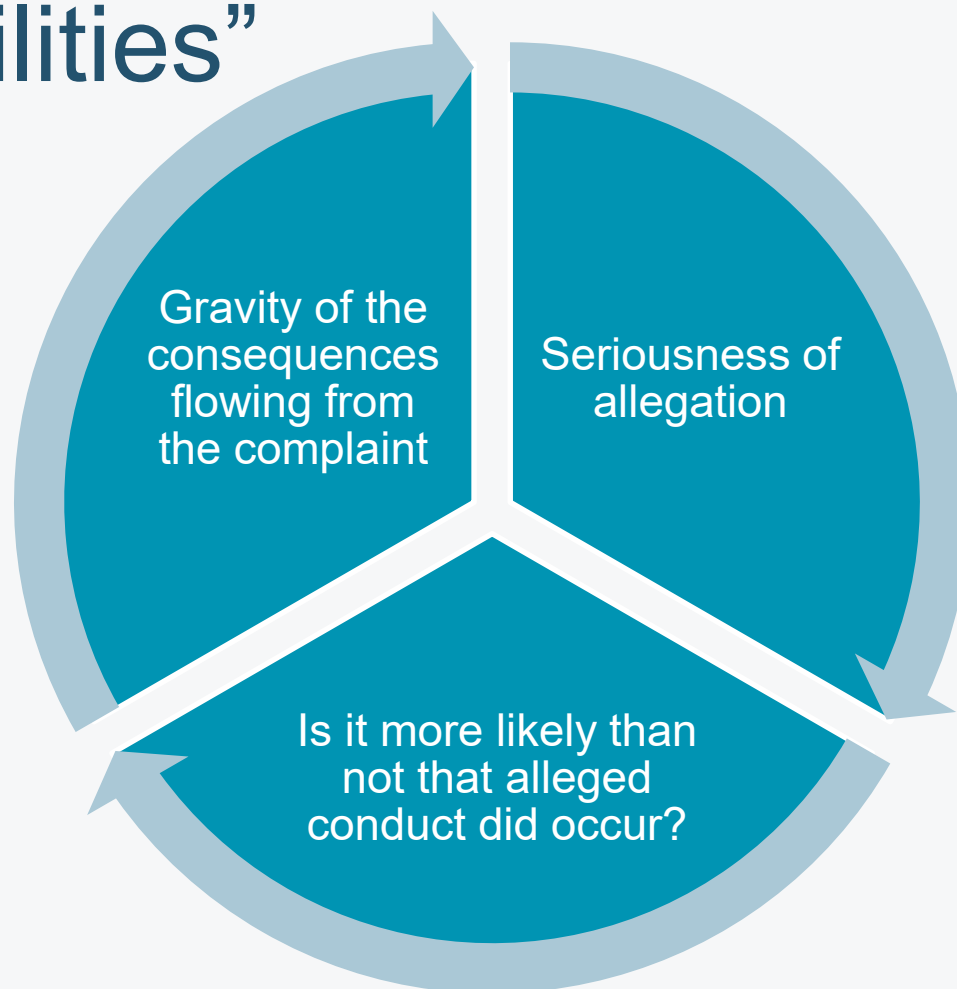 ilities”
Gravity of the
consequences
flowing from
the complaint
Seriousness of
allegation
Is it more likely than
not that alleged
conduct did occur?